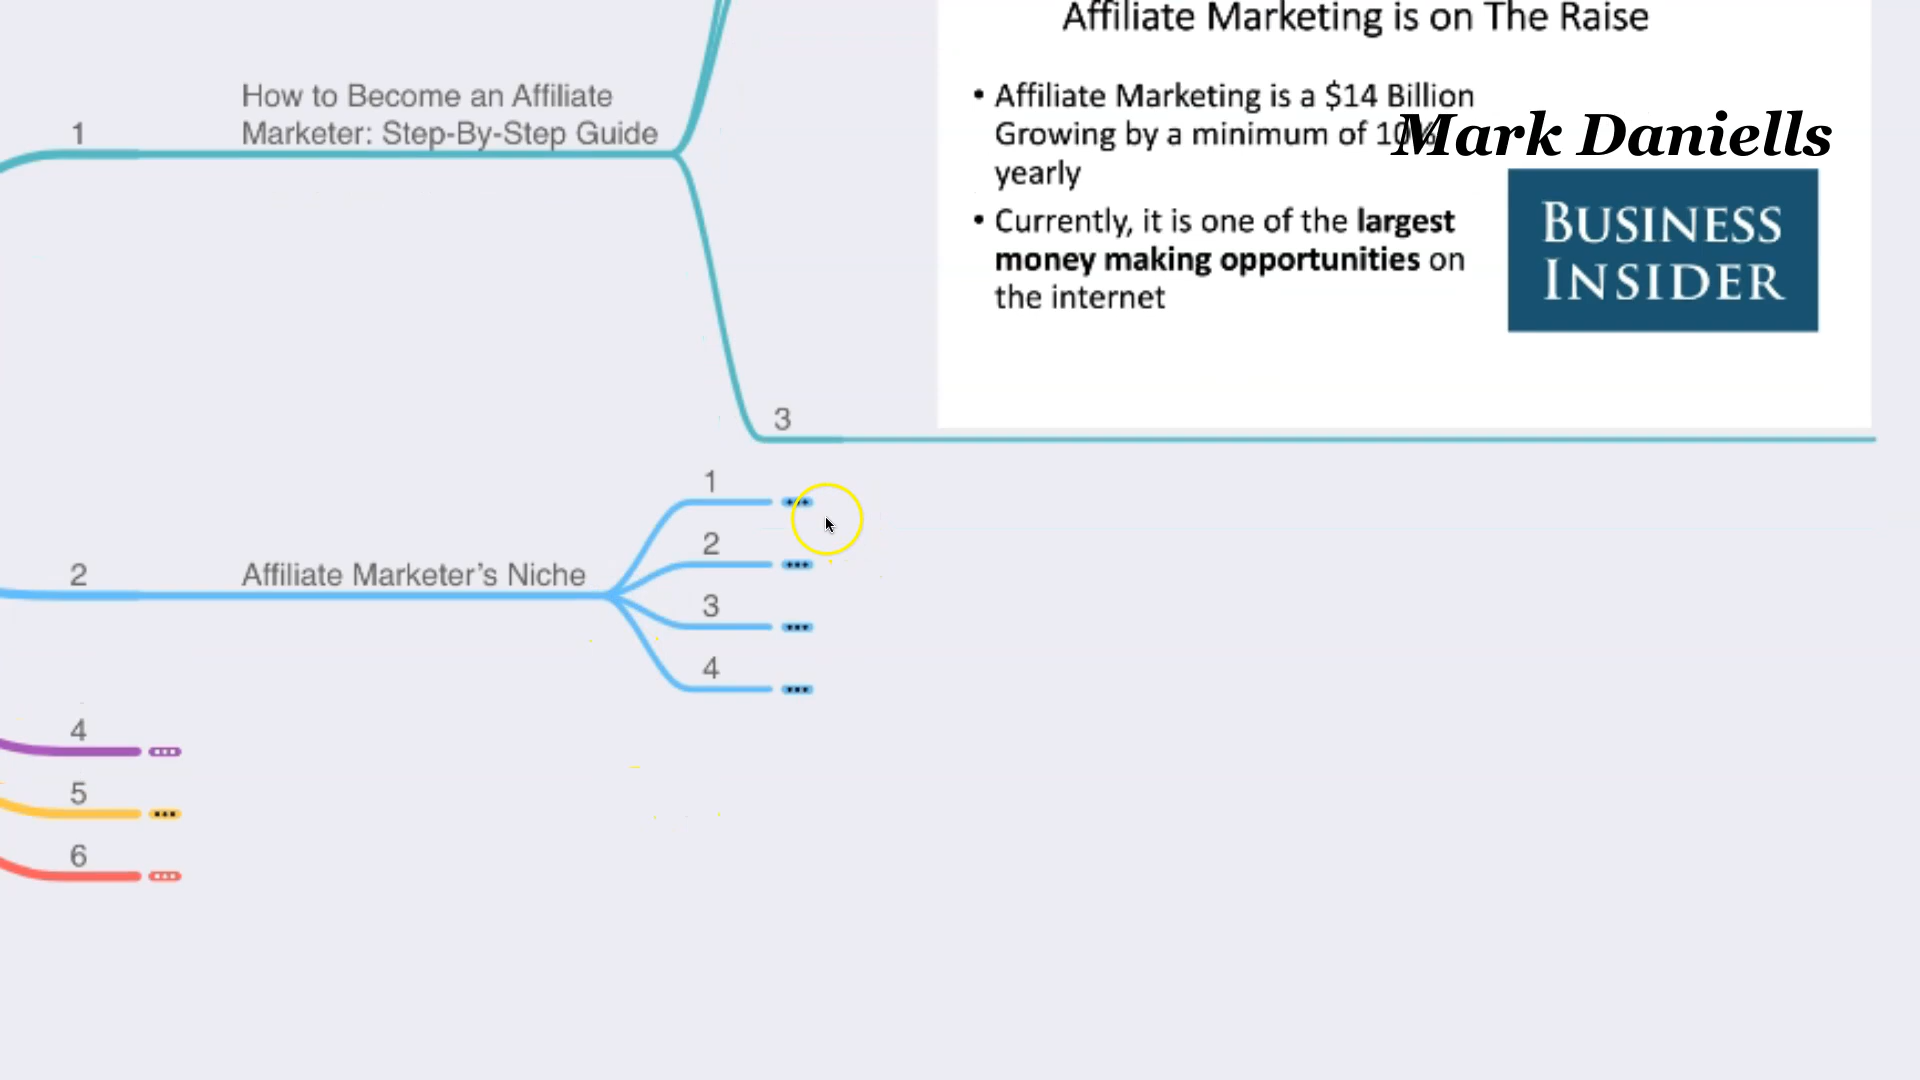 Affiliate Marketing is on The Raise
1
How to Become an Affiliate
Marketer: Step-By-Step Guide
• Affiliate Marketing is a $14 Billion
Growing by a minimum of 10%
yearly
Mark Daniells
• Currently, it is one of the largest
money making opportunities on
the internet
BUSINESS
INSIDER
3
2
Affiliate Marketer’s Niche
1
2
3
4
4
5
6